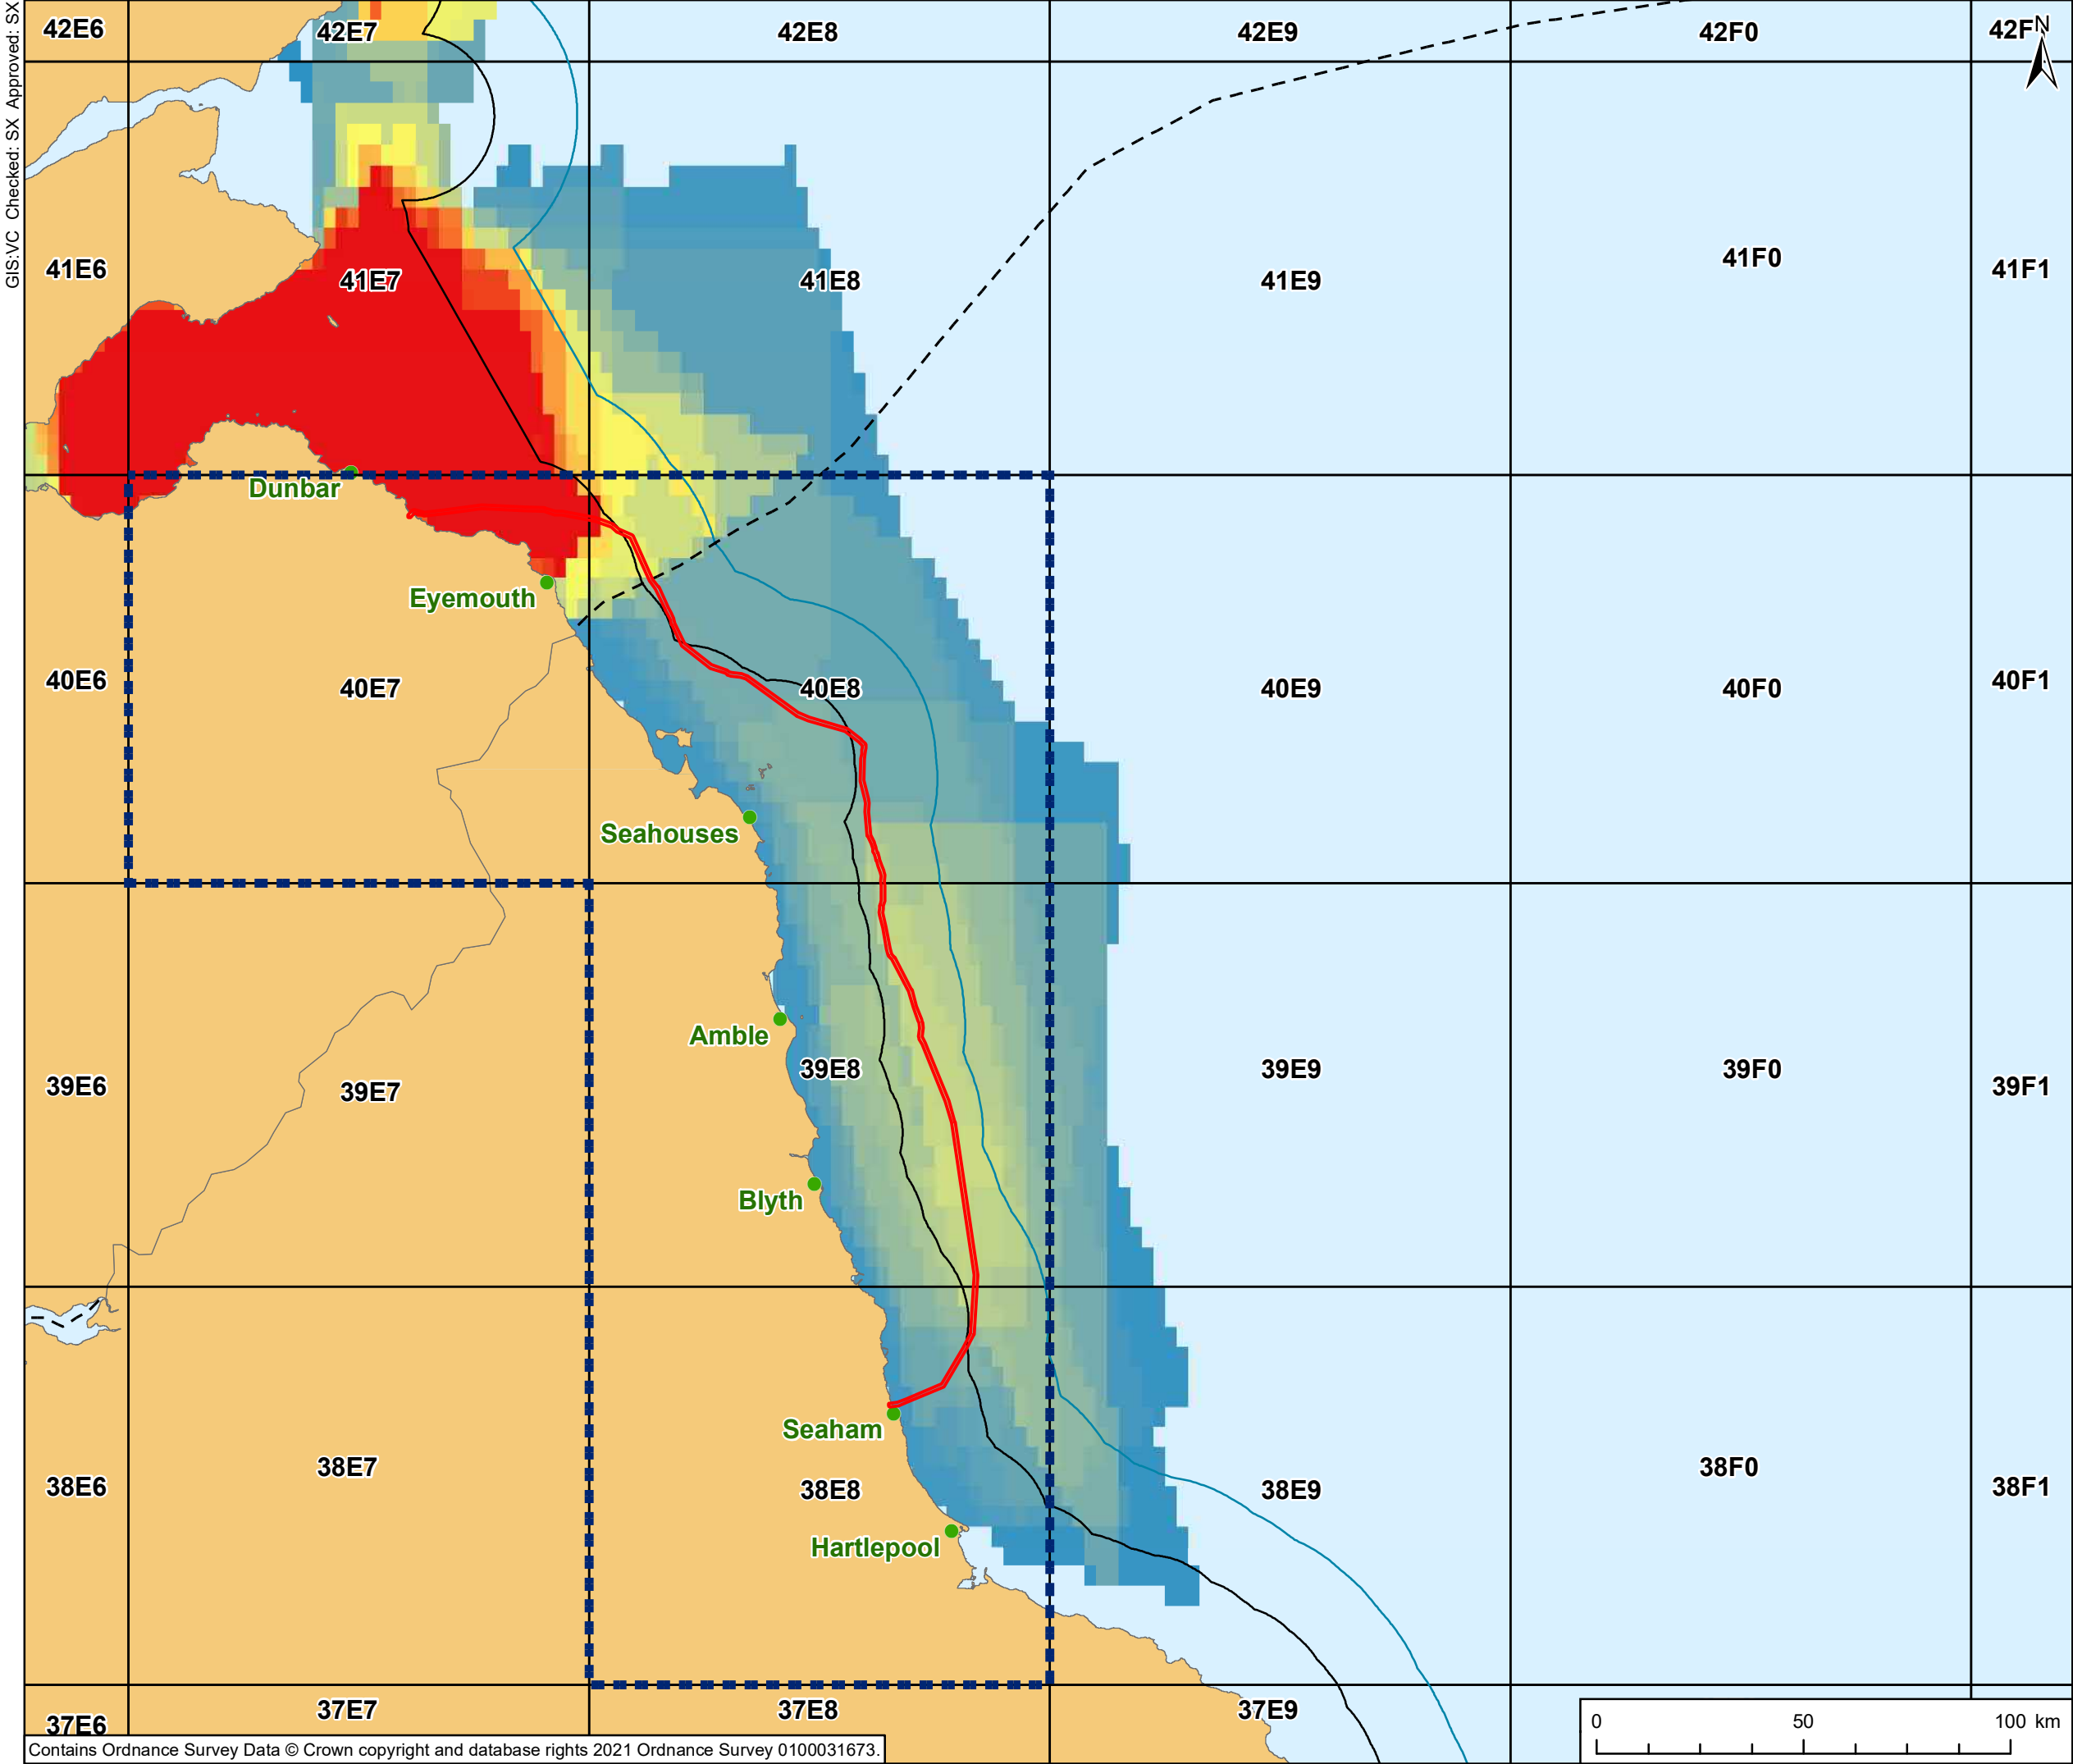 GIS:VC Checked: SX Approved: SX
42E6 42E7 42E8 42E9 42F0 42F
N
41E6 41E7 41E8 41E9 41F0 41F1
Dunbar
Eyemouth
40E6 40E7 40E8 40E9 40F0 40F1
Seahouses
Amble
39E6 39E7 39E8 39E9 39F0 39F1
Blyth
Seaham
38E6 38E7 38E8 38E9 38F0 38F1
Hartlepool
37E6 37E7 37E8 37E9
0 50 100 km
Contains Ordnance Survey Data © Crown copyright and database rights 2021 Ordnance Survey 0100031673.